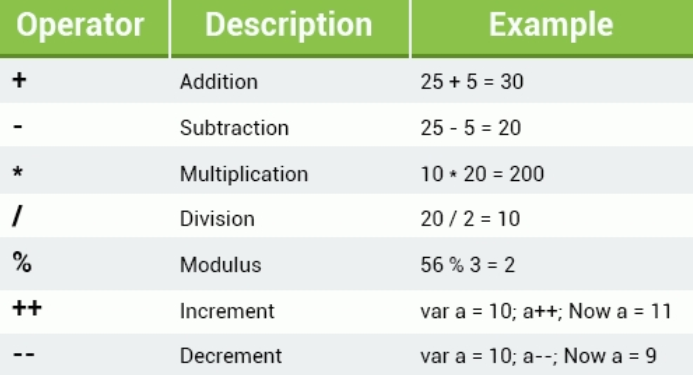 Operator Description Example
+ Addition 25 + 5 = 30
- Subtraction 25 - 5 = 20
* Multiplication 10 * 20 = 200
/ Division 20 / 2 = 10
% Modulus 56 % 3 = 2
++ Increment var a = 10; a++; Now a = 11
-- Decrement var a = 10; a--; Now a = 9